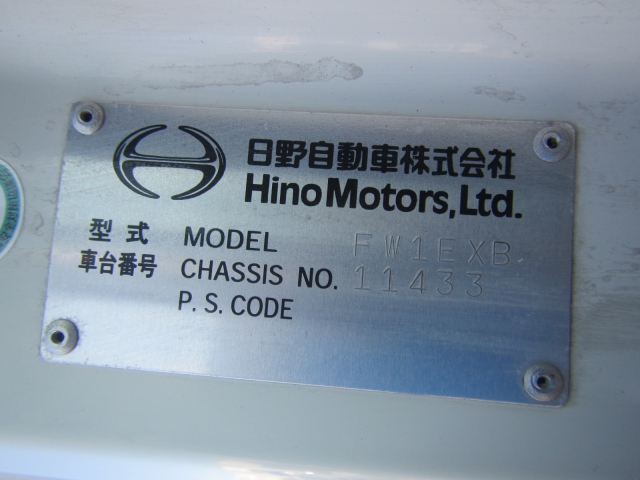 日野自動車株式会社
Hino Motors, Ltd.
型式 MODEL FW1EXB
車台番号 CHASSIS NO. 11433
P. S. CODE